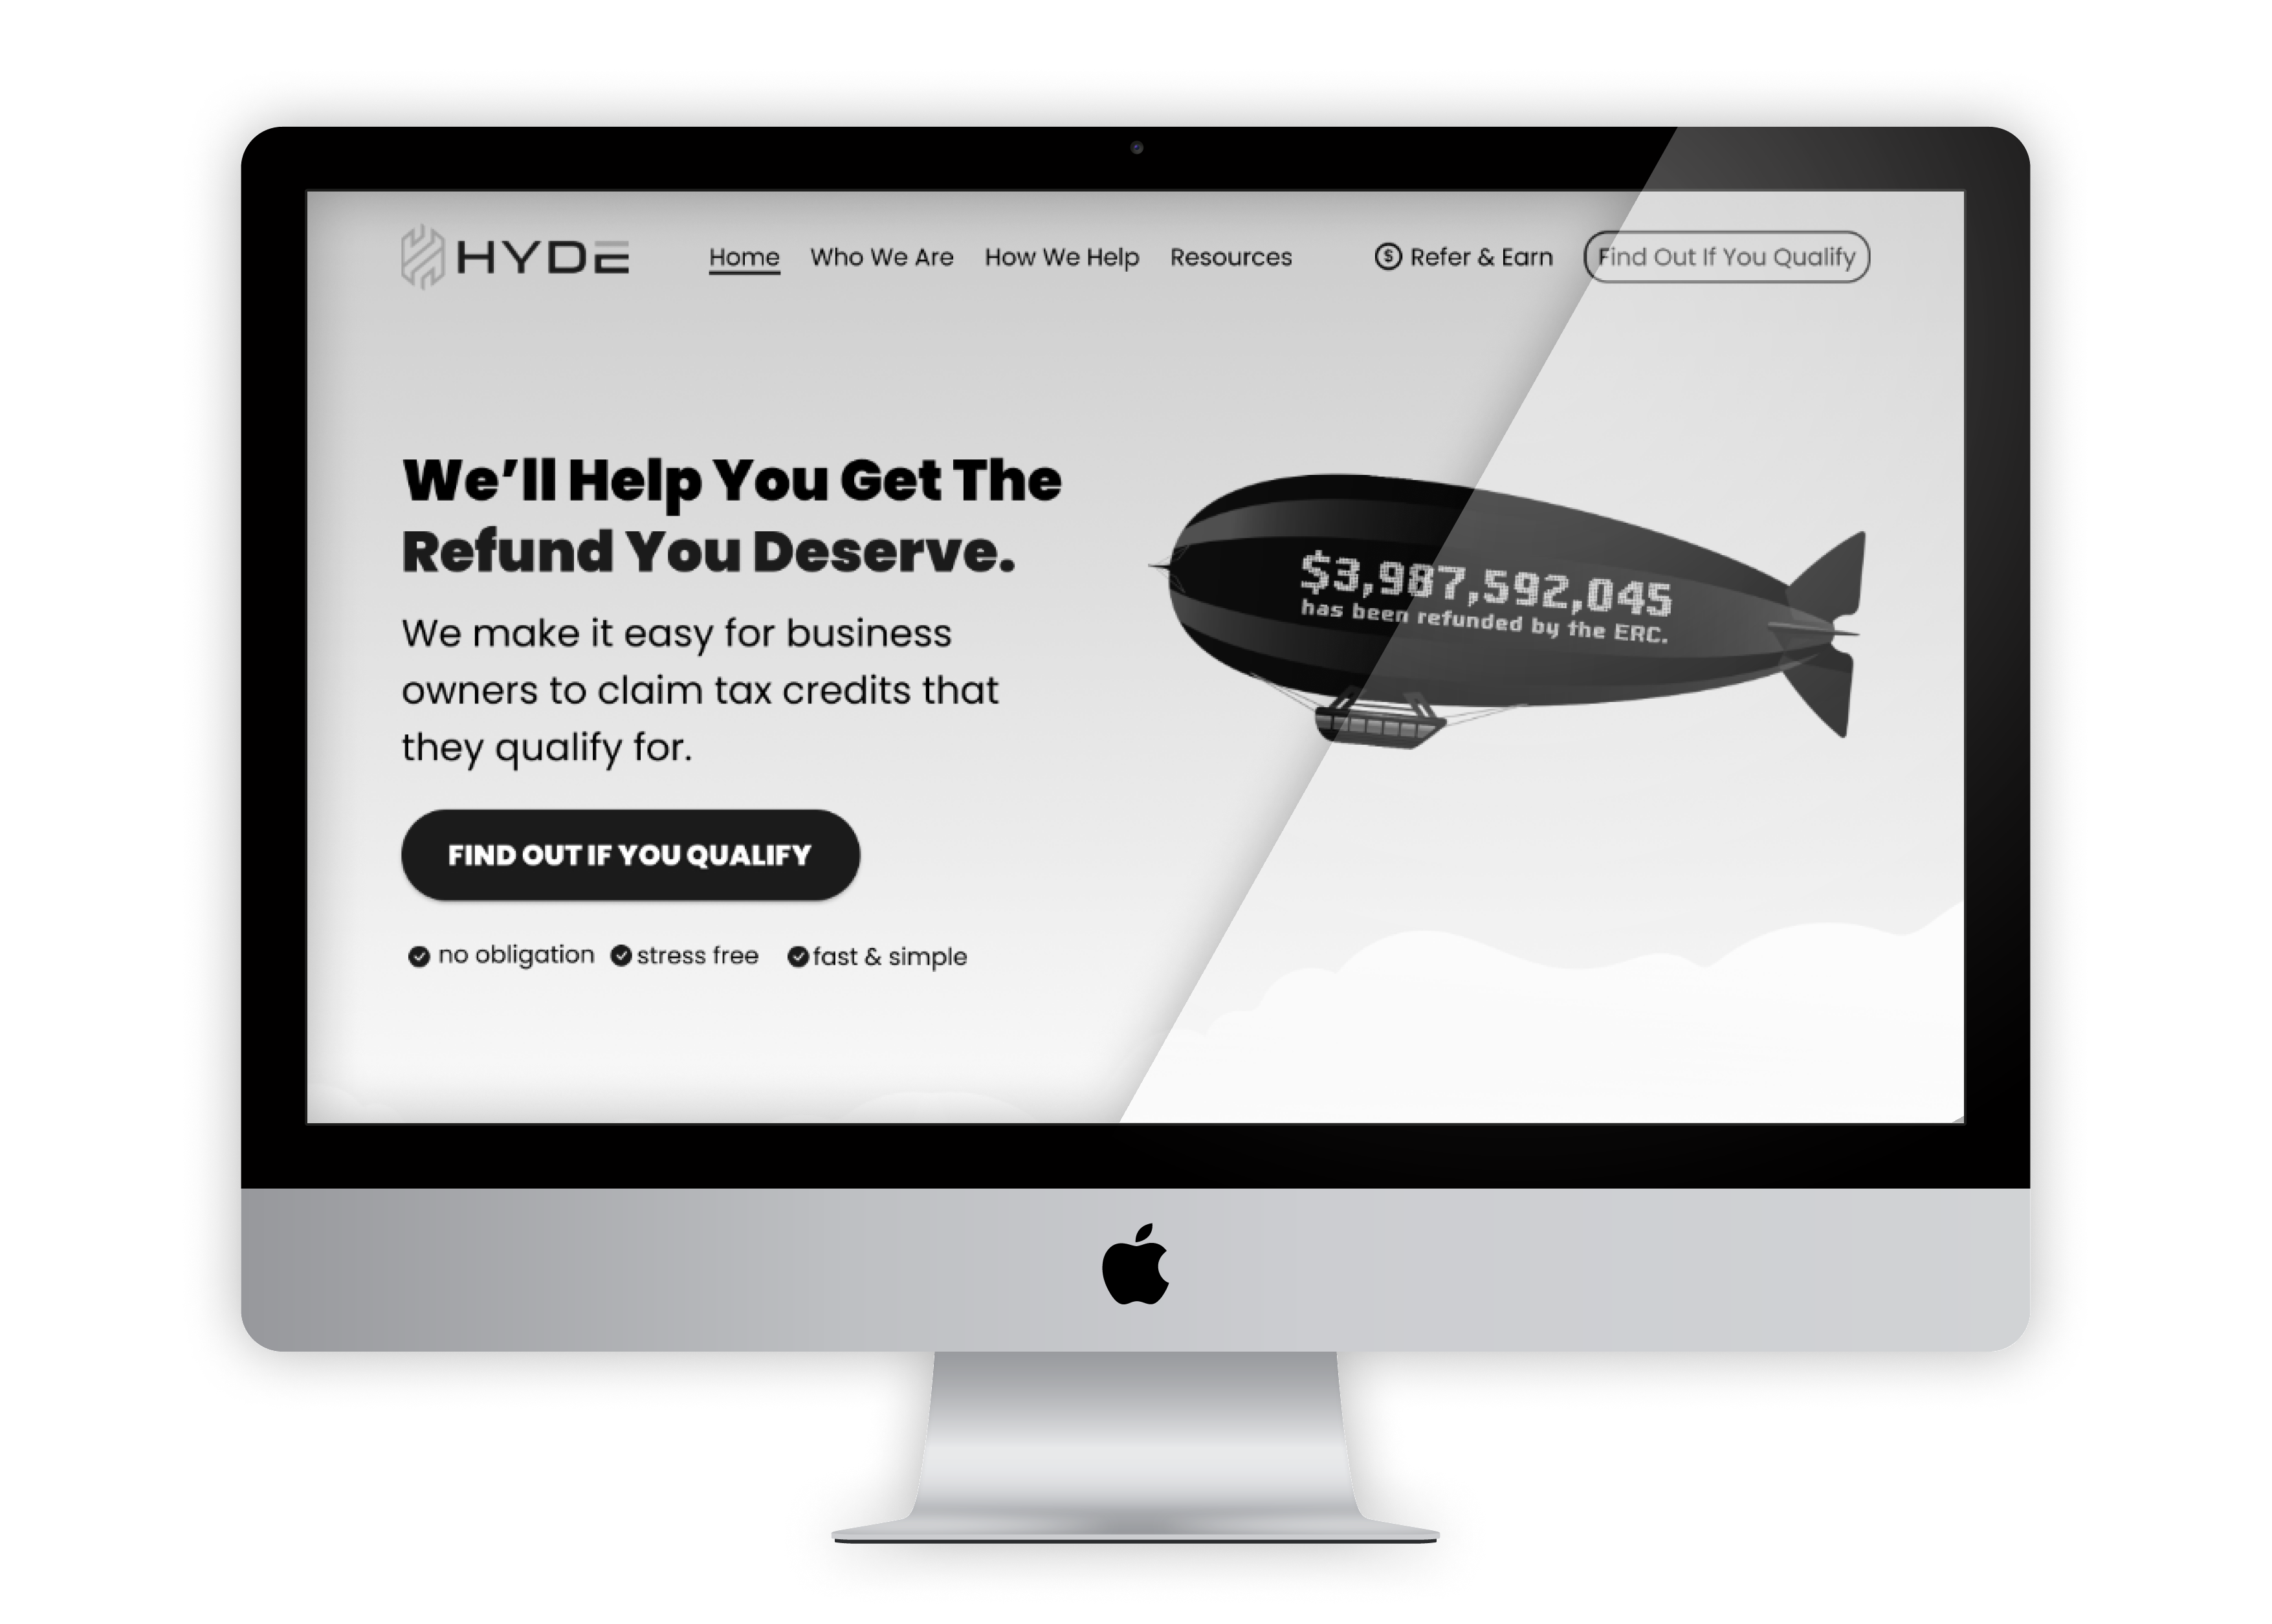 HYDE
Home Who We Are How We Help Resources
$ Refer & Earn
Find Out If You Qualify
We’ll Help You Get The
Refund You Deserve.
We make it easy for business
owners to claim tax credits that
they qualify for.
FIND OUT IF YOU QUALIFY
no obligation stress free fast & simple
$3,987,592,045
has been refunded by the ERC.